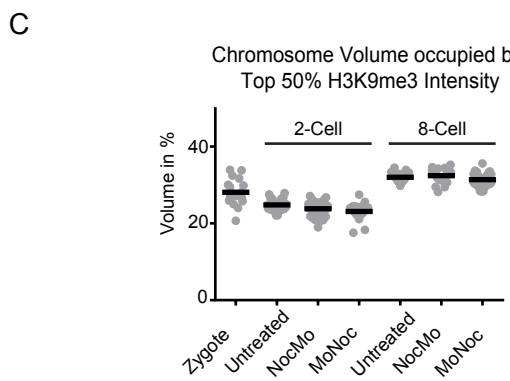 C
Chromosome Volume occupied b
Top 50% H3K9me3 Intensity
2-Cell 8-Cell
Volume in %
40
20
0
Zygote
Untreated
NocMo
MoNoc
Untreated
NocMo
MoNoc